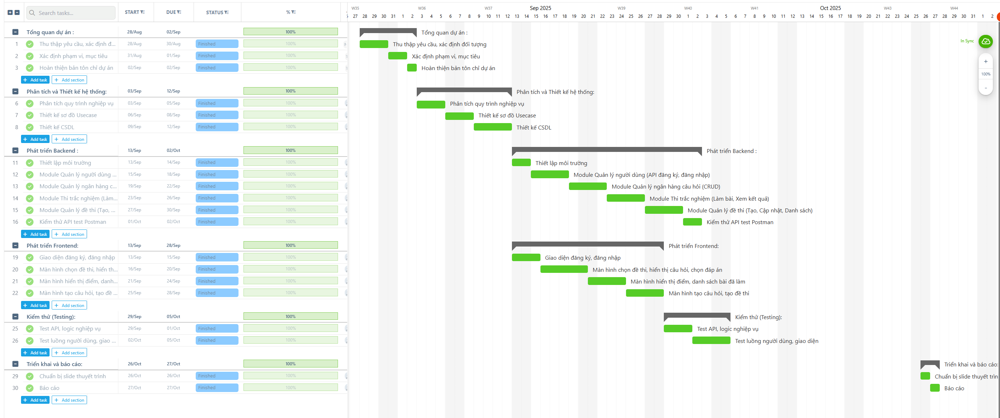 Search tasks...
START DUE STATUS %
W35 W36 W37 Sep 2025 W39 W40 W41 Oct 2025 W43 W44
27 28 29 30 31 1 2 3 4 5 6 7 8 9 10 11 12 13 14 15 16 17 18 19 20 21 22 23 24 25 26 27 28 29 30 1 2 3 4 5 6 7 8 9 10 11 12 13 14 15 16 17 18 19 20 21 22 23 24 25 26 27 28 29 30 31 1 2
Tổng quan dự án : 28/Aug 02/Sep 100% Tổng quan dự án :
In Sync
1 Thu thập yêu cầu, xác định đ... 28/Aug 30/Aug Finished 100% Thu thập yêu cầu, xác định đối tượng
2 Xác định phạm vi, mục tiêu 31/Aug 01/Sep Finished 100% Xác định phạm vi, mục tiêu
+
3 Hoàn thiện bản tôn chỉ dự án 02/Sep 02/Sep Finished 100% Hoàn thiện bản tôn chỉ dự án
100%
+ Add task + Add section
-
Phân tích và Thiết kế hệ thống: 03/Sep 12/Sep 100% Phân tích và Thiết kế hệ thống:
6 Phân tích quy trình nghiệp vụ 03/Sep 05/Sep Finished 100% Phân tích quy trình nghiệp vụ
7 Thiết kế sơ đồ Usecase 06/Sep 08/Sep Finished 100% Thiết kế sơ đồ Usecase
8 Thiết kế CSDL 09/Sep 12/Sep Finished 100% Thiết kế CSDL
+ Add task + Add section
Phát triển Backend : 13/Sep 02/Oct 100% Phát triển Backend :
11 Thiết lập môi trường 13/Sep 14/Sep Finished 100% Thiết lập môi trường
12 Module Quản lý người dùng ... 15/Sep 18/Sep Finished 100% Module Quản lý người dùng (API đăng ký, đăng nhập)
13 Module Quản lý ngân hàng c... 19/Sep 22/Sep Finished 100% Module Quản lý ngân hàng câu hỏi (CRUD)
14 Module Thi trắc nghiệm (Làm... 23/Sep 26/Sep Finished 100% Module Thi trắc nghiệm (Làm bài, Xem kết quả)
15 Module Quản lý đề thi (Tạo, ... 27/Sep 30/Sep Finished 100% Module Quản lý đề thi (Tạo, Cập nhật, Danh sách)
16 Kiểm thử API test Postman 01/Oct 02/Oct Finished 100% Kiểm thử API test Postman
+ Add task + Add section
Phát triển Frontend: 13/Sep 28/Sep 100% Phát triển Frontend:
19 Giao diện đăng ký, đăng nhập 13/Sep 15/Sep Finished 100% Giao diện đăng ký, đăng nhập
20 Màn hình chọn đề thi, hiển th... 16/Sep 20/Sep Finished 100% Màn hình chọn đề thi, hiển thị câu hỏi, chọn đáp án
21 Màn hình hiển thị điểm, danh... 21/Sep 24/Sep Finished 100% Màn hình hiển thị điểm, danh sách bài đã làm
22 Màn hình tạo câu hỏi, tạo đề ... 25/Sep 28/Sep Finished 100% Màn hình tạo câu hỏi, tạo đề thi
+ Add task + Add section
Kiểm thử (Testing): 29/Sep 05/Oct 100% Kiểm thử (Testing):
25 Test API, logic nghiệp vụ 29/Sep 01/Oct Finished 100% Test API, logic nghiệp vụ
26 Test luồng người dùng, giao ... 02/Oct 05/Oct Finished 100% Test luồng người dùng, giao diện
+ Add task + Add section
Triển khai và báo cáo: 26/Oct 27/Oct 100% Triển khai và báo cáo:
29 Chuẩn bị slide thuyết trình 26/Oct 26/Oct Finished 100% Chuẩn bị slide thuyết trìn
30 Báo cáo 27/Oct 27/Oct Finished 100% Báo cáo
+ Add task + Add section